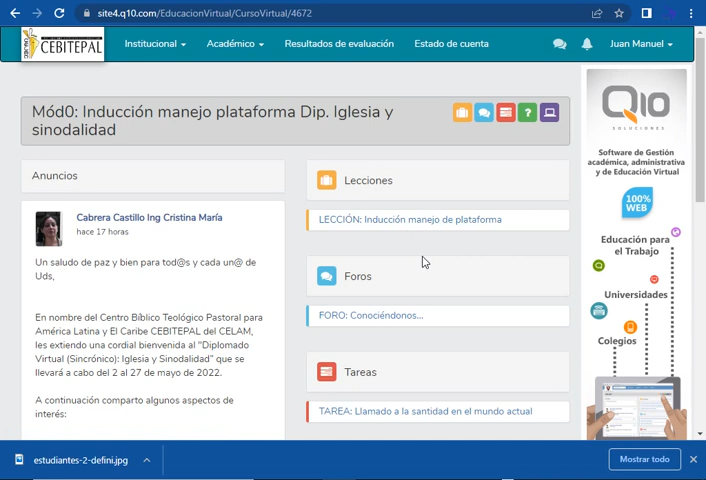 site4.q10.com/EducacionVirtual/CursoVirtual/4672
CEBITEPAL
Institucional
Académico
Resultados de evaluación
Estado de cuenta
Juan Manuel
Mód0: Inducción manejo plataforma Dip. Iglesia y
sinodalidad
Anuncios
Cabrera Castillo Ing Cristina María
hace 17 horas
Un saludo de paz y bien para tod@s y cada un@ de
Uds,
En nombre del Centro Bíblico Teológico Pastoral para
América Latina y El Caribe CEBITEPAL del CELAM,
les extiendo una cordial bienvenida al "Diplomado
Virtual (Sincrónico): Iglesia y Sinodalidad" que se
llevará a cabo del 2 al 27 de mayo de 2022.
A continuación comparto algunos aspectos de
interés:
Lecciones
LECCIÓN: Inducción manejo de plataforma
Foros
FORO: Conociéndonos...
Tareas
TAREA: Llamado a la santidad en el mundo actual
Q10
SOLUCIONES
Software de Gestión
académica, administrativa
y de Educación Virtual
100%
WEB
Educación para
el Trabajo
Universidades
Colegios
estudiantes-2-defini.jpg
Mostrar todo